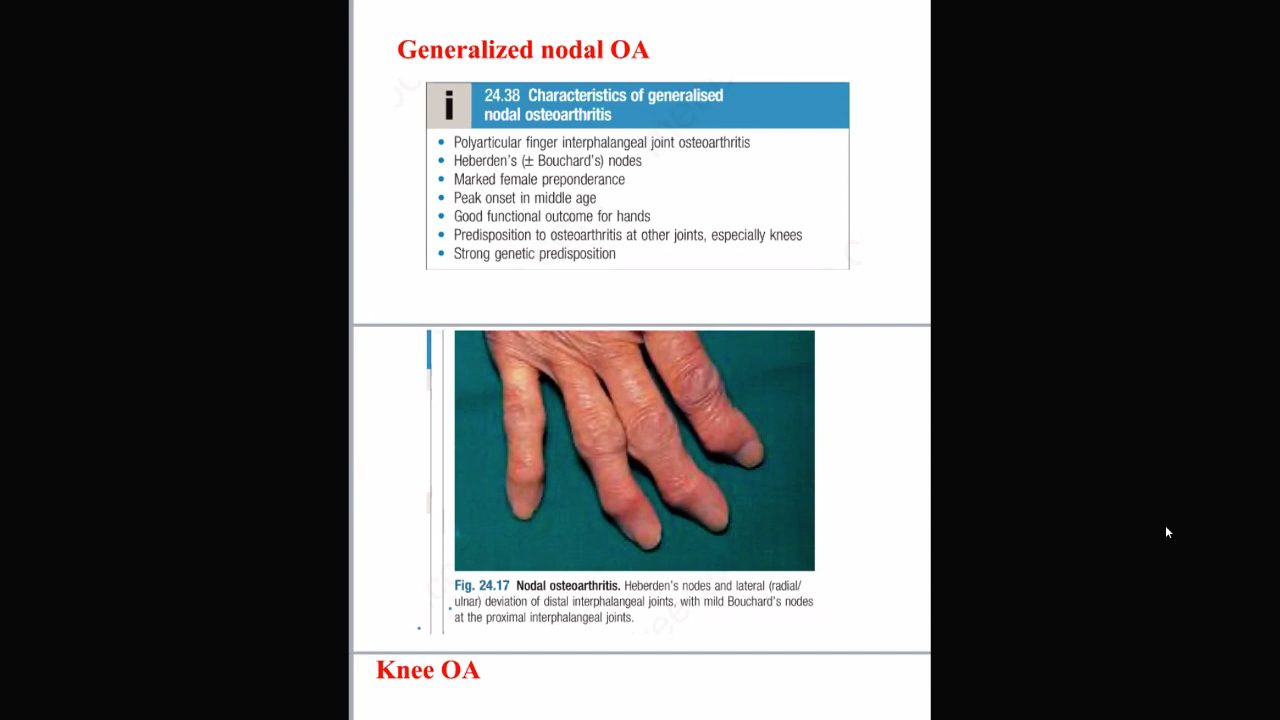 Generalized nodal OA
i
24.38 Characteristics of generalised
nodal osteoarthritis
• Polyarticular finger interphalangeal joint osteoarthritis
• Heberden's (± Bouchard's) nodes
• Marked female preponderance
• Peak onset in middle age
• Good functional outcome for hands
• Predisposition to osteoarthritis at other joints, especially knees
• Strong genetic predisposition
Fig. 24.17 Nodal osteoarthritis. Heberden's nodes and lateral (radial/
ulnar) deviation of distal interphalangeal joints, with mild Bouchard's nodes
at the proximal interphalangeal joints.
Knee OA